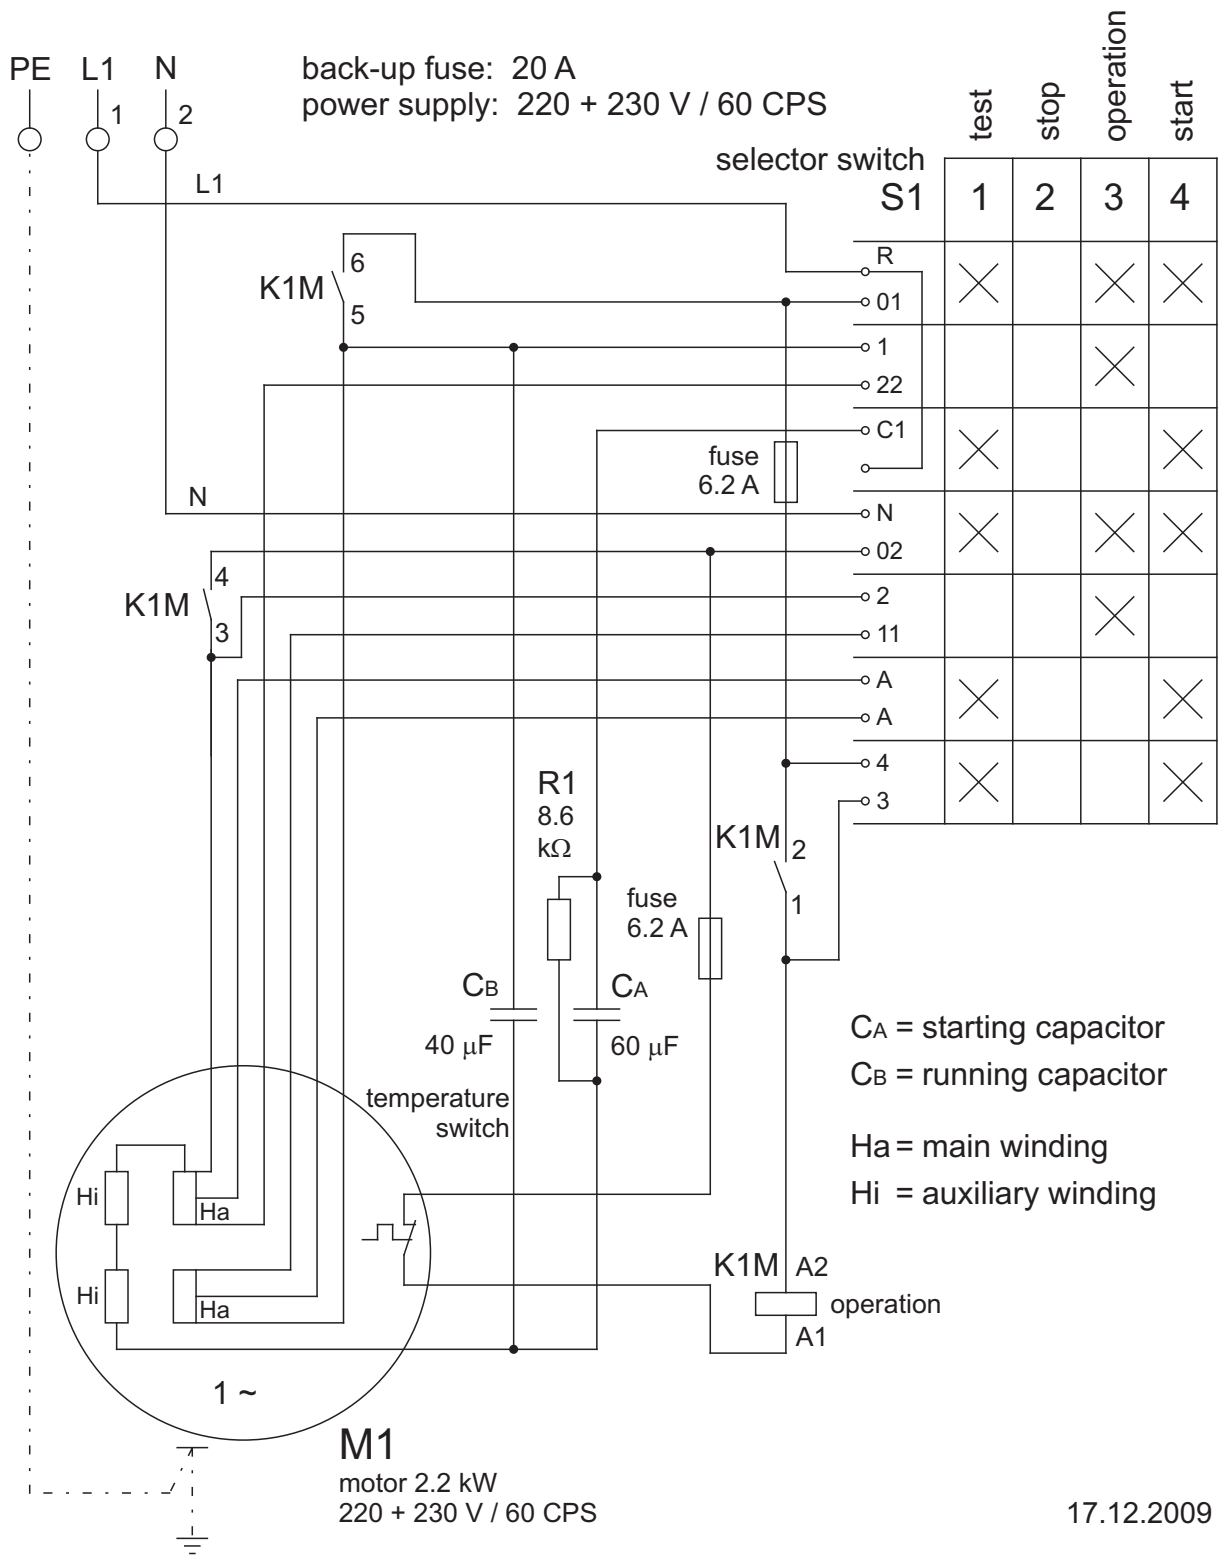 PE L1 N
1 2
back-up fuse: 20 A
power supply: 220 + 230 V / 60 CPS
test
stop
operation
start
selector switch
S1 1 2 3 4
L1
R
K1M 6
01
5
1
22
C1
fuse
6.2 A
N
N
02
4
K1M
2
3
11
A
A
4
R1
8.6
kΩ
3
K1M 2
1
fuse
6.2 A
CB
40 μF
CA
60 μF
CA = starting capacitor
CB = running capacitor
temperature
switch
Ha = main winding
Hi = auxiliary winding
Hi
Ha
K1M A2
operation
A1
Hi
Ha
1 ~
M1
motor 2.2 kW
220 + 230 V / 60 CPS
17.12.2009